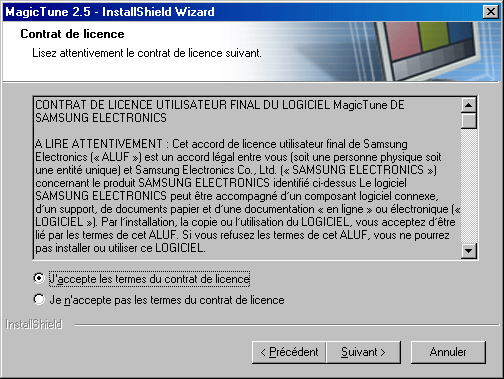 MagicTune 2.5 - InstallShield Wizard
Contrat de licence
Lisez attentivement le contrat de licence suivant.
CONTRAT DE LICENCE UTILISATEUR FINAL DU LOGICIEL MagicTune DE
SAMSUNG ELECTRONICS
A LIRE ATTENTIVEMENT : Cet accord de licence utilisateur final de Samsung
Electronics (« ALUF ») est un accord légal entre vous (soit une personne physique soit
une entité unique) et Samsung Electronics Co., Ltd. (« SAMSUNG ELECTRONICS »)
concernant le produit SAMSUNG ELECTRONICS identifié ci-dessus Le logiciel
SAMSUNG ELECTRONICS peut être accompagné d'un composant logiciel connexe,
d'un support, de documents papier et d'une documentation « en ligne » ou électronique («
LOGICIEL »). Par l'installation, la copie ou l'utilisation du LOGICIEL, vous acceptez d'être
lié par les termes de cet ALUF. Si vous refusez les termes de cet ALUF, vous ne pourrez
pas installer ou utiliser ce LOGICIEL.
J'accepte les termes du contrat de licence
Je n'accepte pas les termes du contrat de licence
InstallShield
< Précédent
Suivant >
Annuler